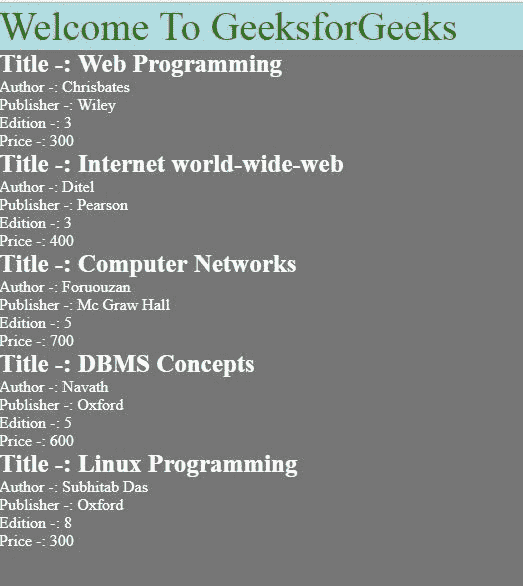 Welcome To GeeksforGeeks
Title -: Web Programming
Author -: Chrisbates
Publisher -: Wiley
Edition -: 3
Price -: 300
Title -: Internet world-wide-web
Author -: Ditel
Publisher -: Pearson
Edition -: 3
Price -: 400
Title -: Computer Networks
Author -: Foruouzan
Publisher -: Mc Graw Hall
Edition -: 5
Price -: 700
Title -: DBMS Concepts
Author -: Navath
Publisher -: Oxford
Edition -: 5
Price -: 600
Title -: Linux Programming
Author -: Subhitab Das
Publisher -: Oxford
Edition -: 8
Price -: 300